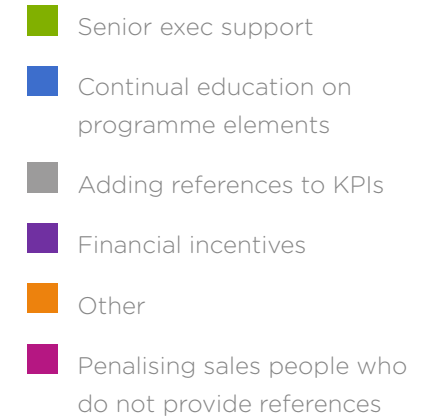 Senior exec support
Continual education on
programme elements
Adding references to KPIs
Financial incentives
Other
Penalising sales people who
do not provide references